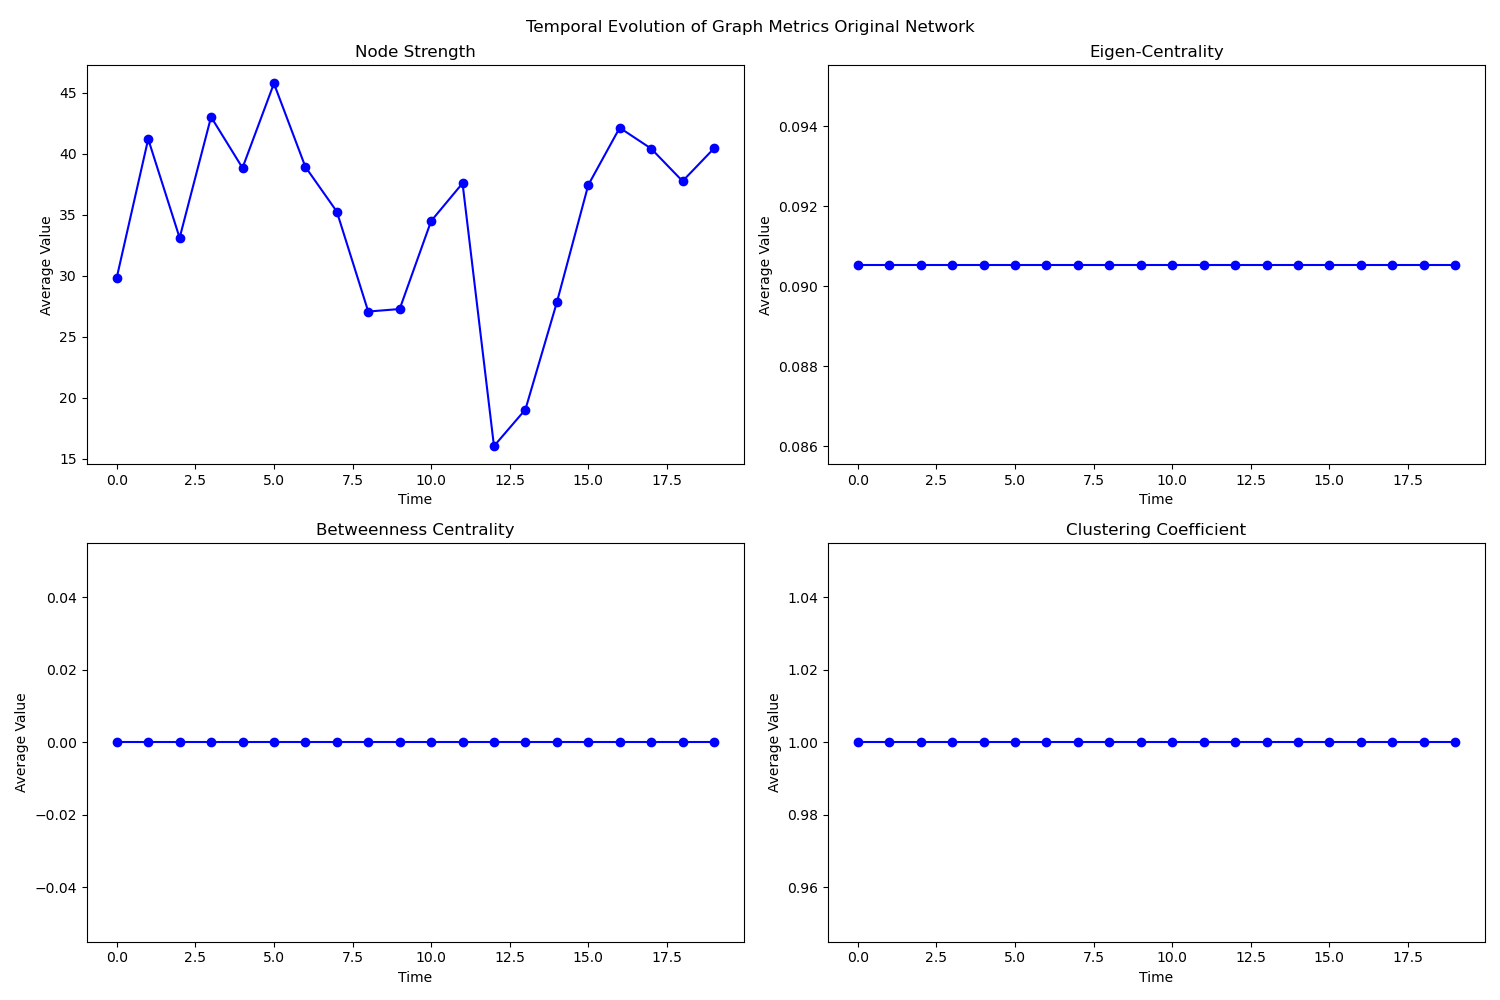 Temporal Evolution of Graph Metrics Original Network
Node Strength
45
40
35
30
25
20
15
Average Value
0.0 2.5 5.0 7.5 10.0 12.5 15.0 17.5
Time
Eigen-Centrality
0.094
0.092
0.090
0.088
0.086
Average Value
0.0 2.5 5.0 7.5 10.0 12.5 15.0 17.5
Time
Betweenness Centrality
0.04
0.02
0.00
−0.02
−0.04
Average Value
0.0 2.5 5.0 7.5 10.0 12.5 15.0 17.5
Time
Clustering Coefficient
1.04
1.02
1.00
0.98
0.96
Average Value
0.0 2.5 5.0 7.5 10.0 12.5 15.0 17.5
Time